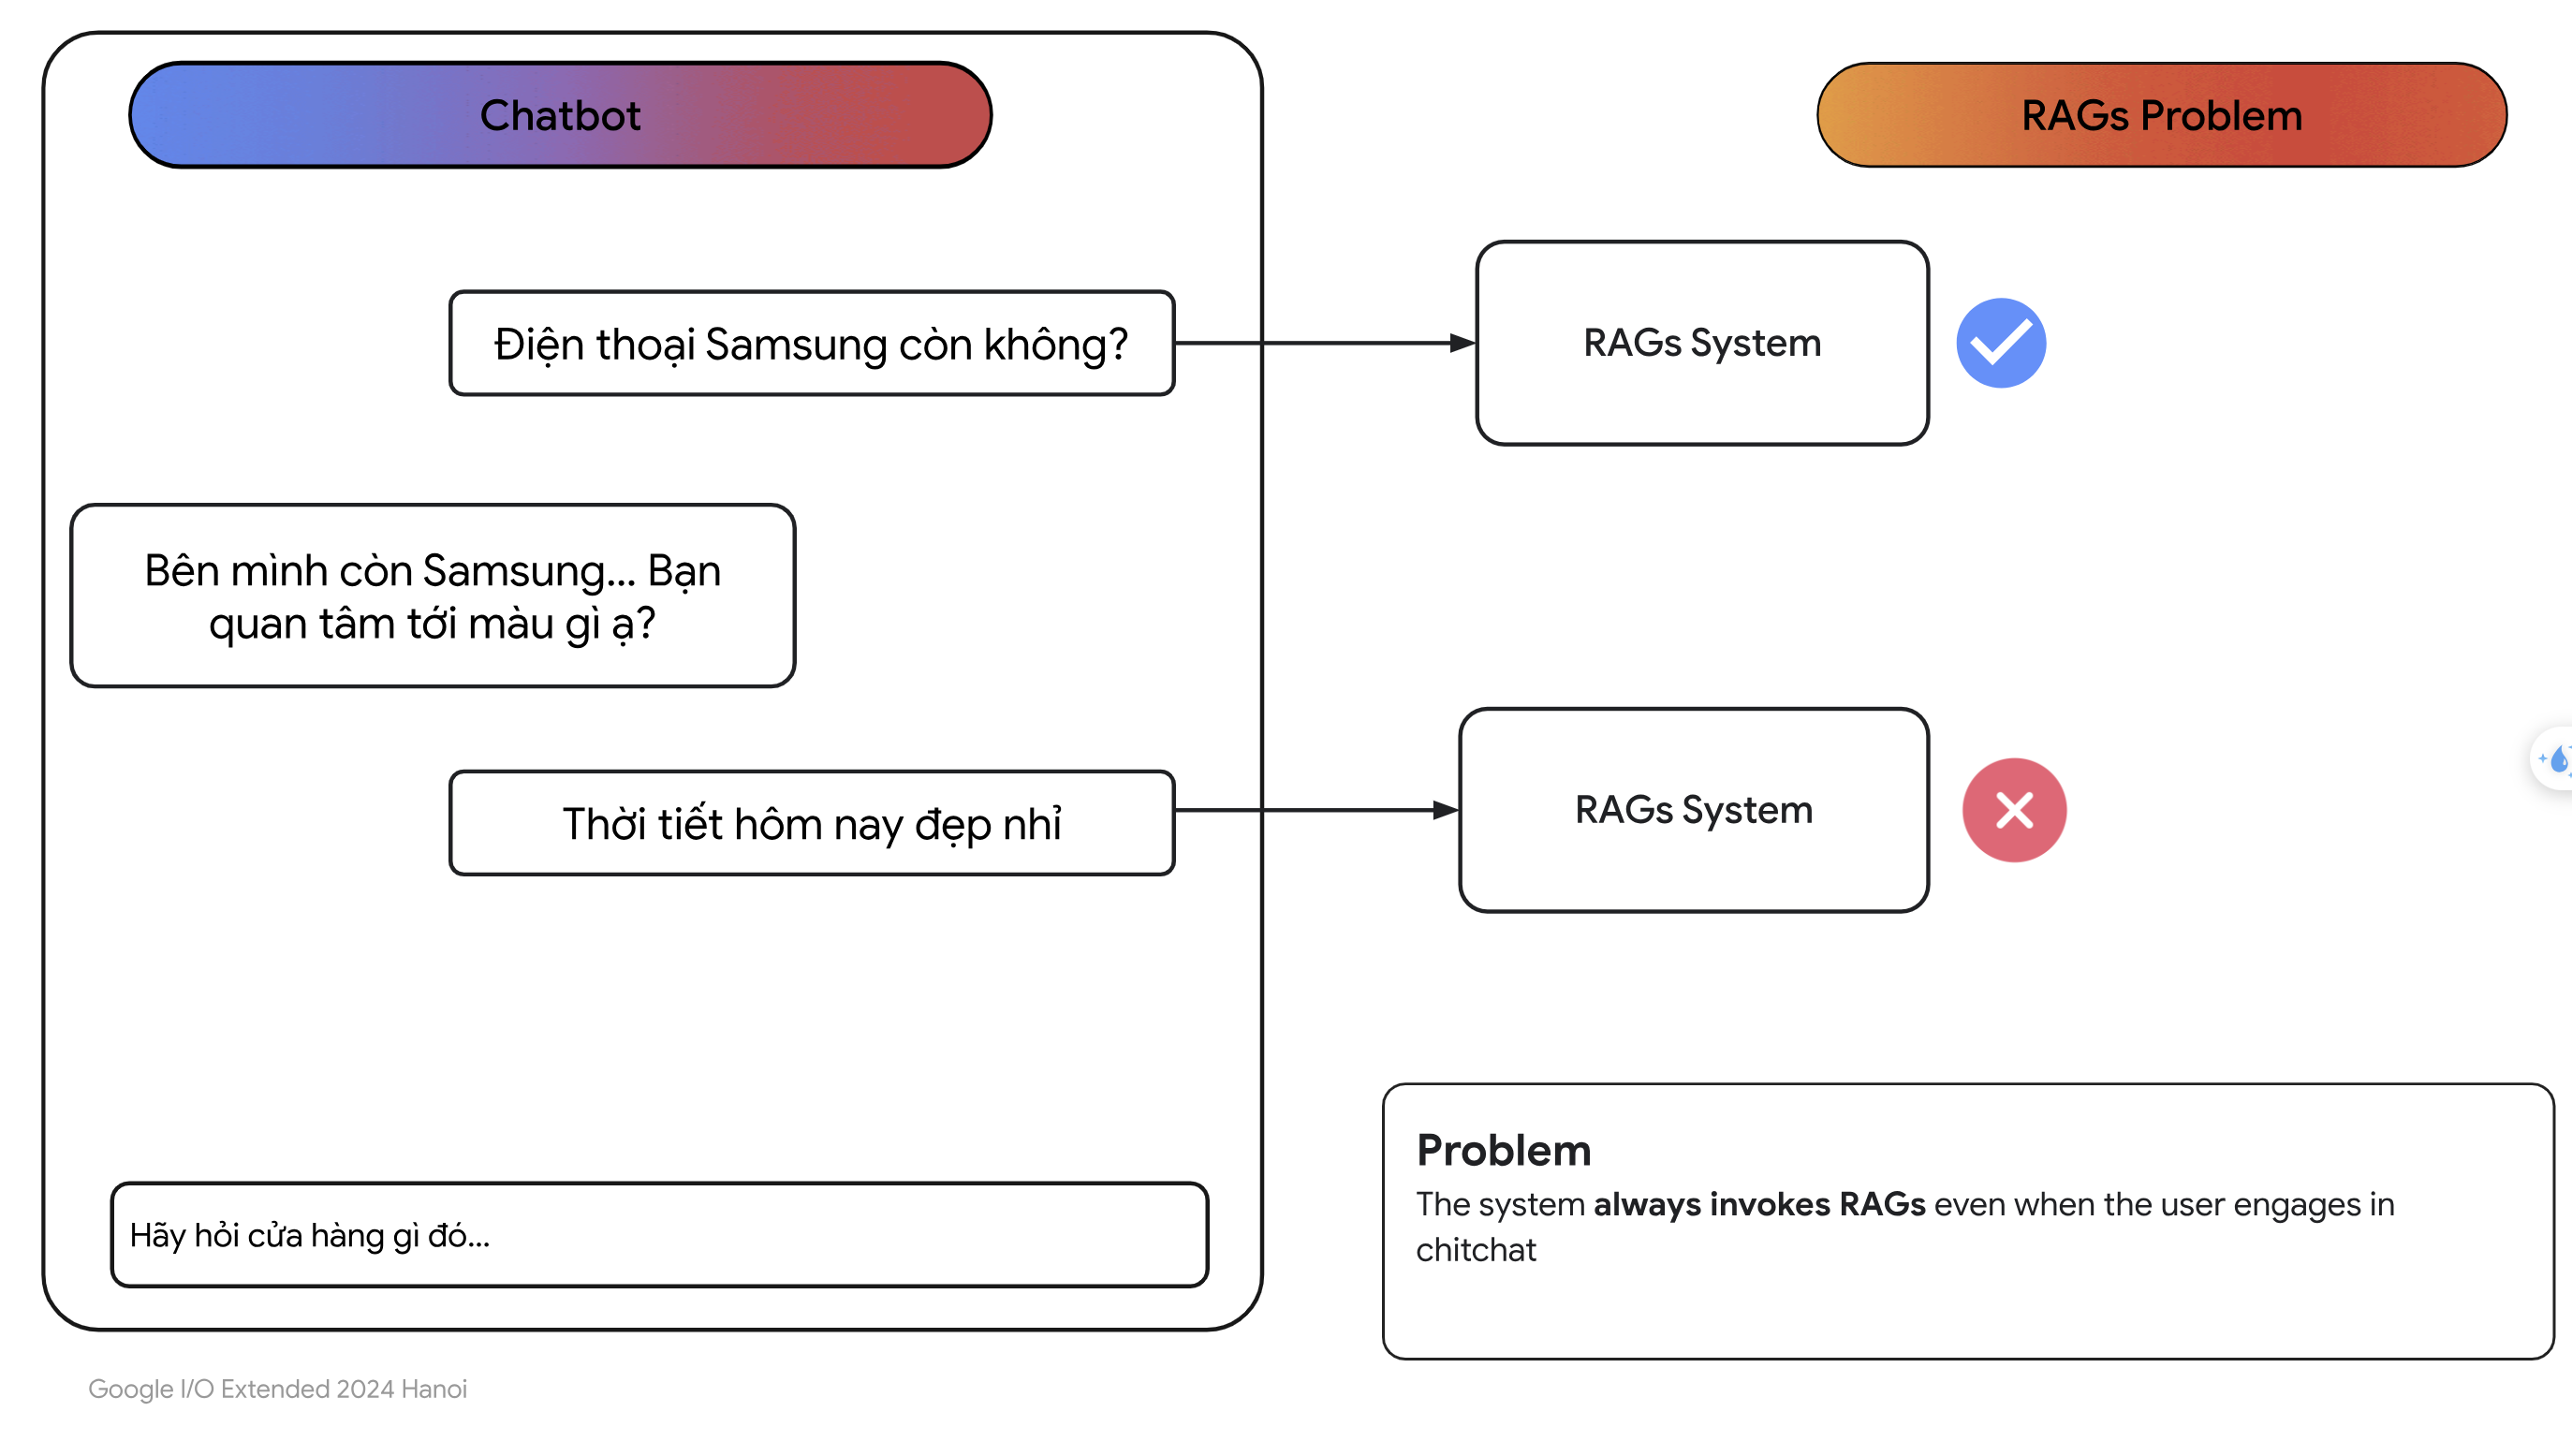 Chatbot
RAGs Problem
Điện thoại Samsung còn không?
RAGs System
Bên mình còn Samsung... Bạn
quan tâm tới màu gì ạ?
Thời tiết hôm nay đẹp nhỉ
RAGs System
Problem
The system always invokes RAGs even when the user engages in
chitchat
Hãy hỏi cửa hàng gì đó...
Google I/O Extended 2024 Hanoi